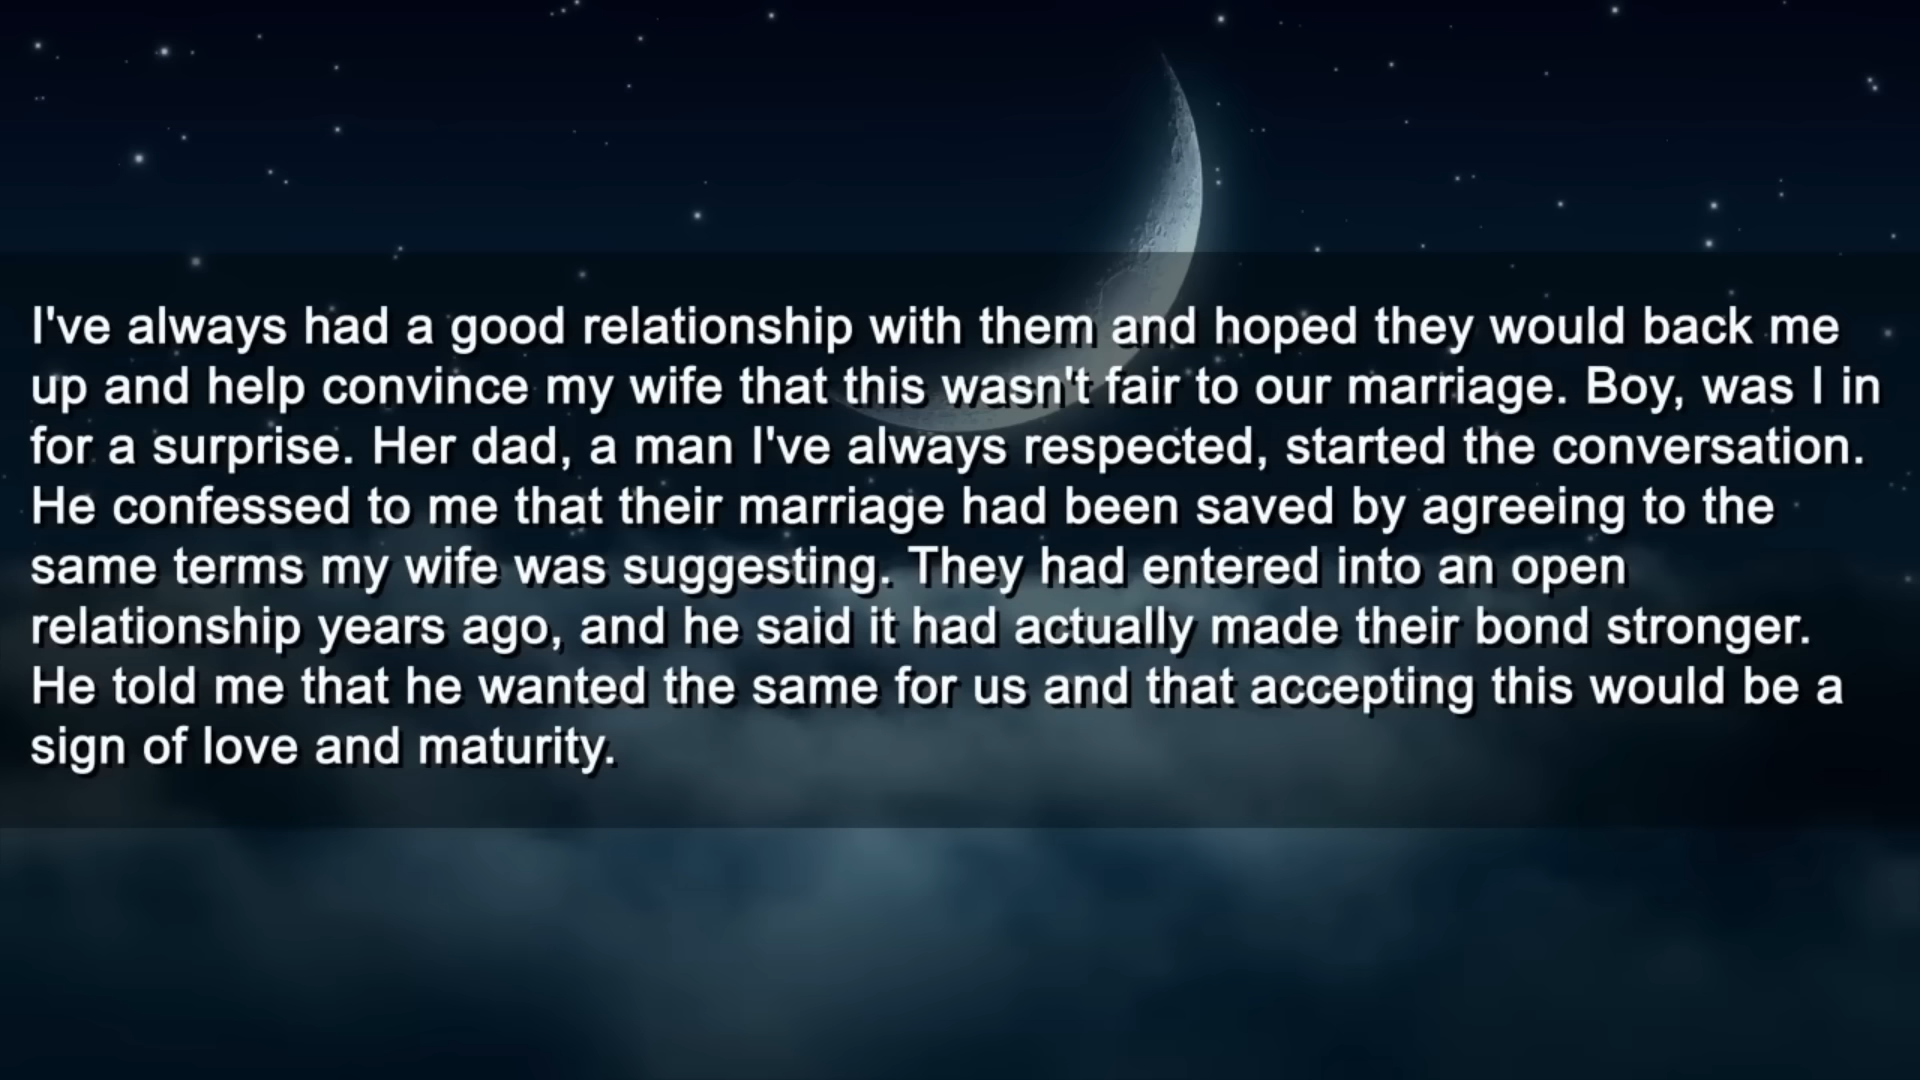 I've always had a good relationship with them and hoped they would back me
up and help convince my wife that this wasn't fair to our marriage. Boy, was I in
for a surprise. Her dad, a man I've always respected, started the conversation.
He confessed to me that their marriage had been saved by agreeing to the
same terms my wife was suggesting. They had entered into an open
relationship years ago, and he said it had actually made their bond stronger.
He told me that he wanted the same for us and that accepting this would be a
sign of love and maturity.